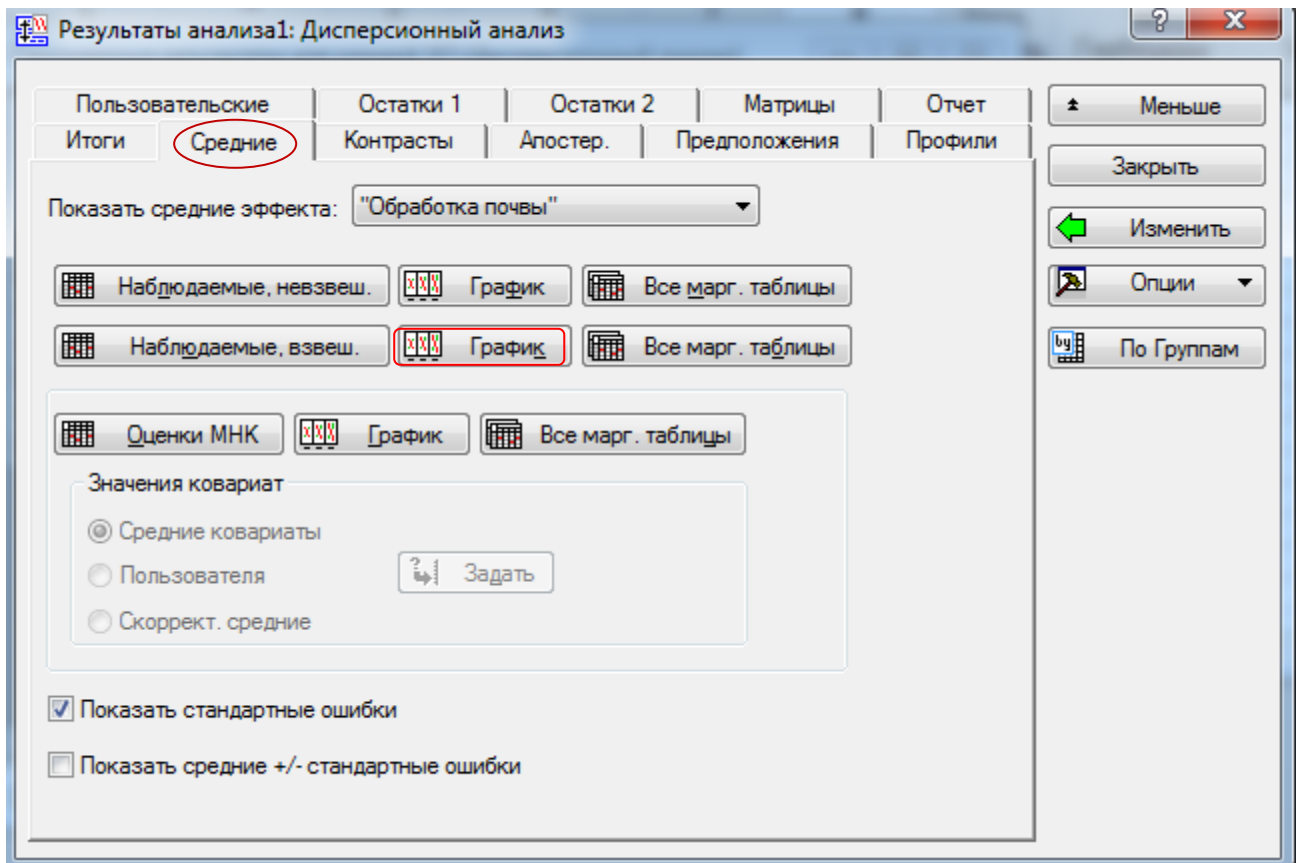 Результаты анализа1: Дисперсионный анализ
Пользовательские Остатки 1 Остатки 2 Матрицы Отчет
Итоги Средние Контрасты Апостер. Предположения Профили
Меньше
Закрыть
Изменить
Опции
По Группам
Показать средние эффекта: "Обработка почвы"
Наблюдаемые, невзвеш. График Все марг. таблицы
Наблюдаемые, взвеш. График Все марг. таблицы
Оценки МНК График Все марг. таблицы
Значения ковариат
Средние ковариаты
Пользователя Задать
Скоррект. средние
Показать стандартные ошибки
Показать средние +/- стандартные ошибки